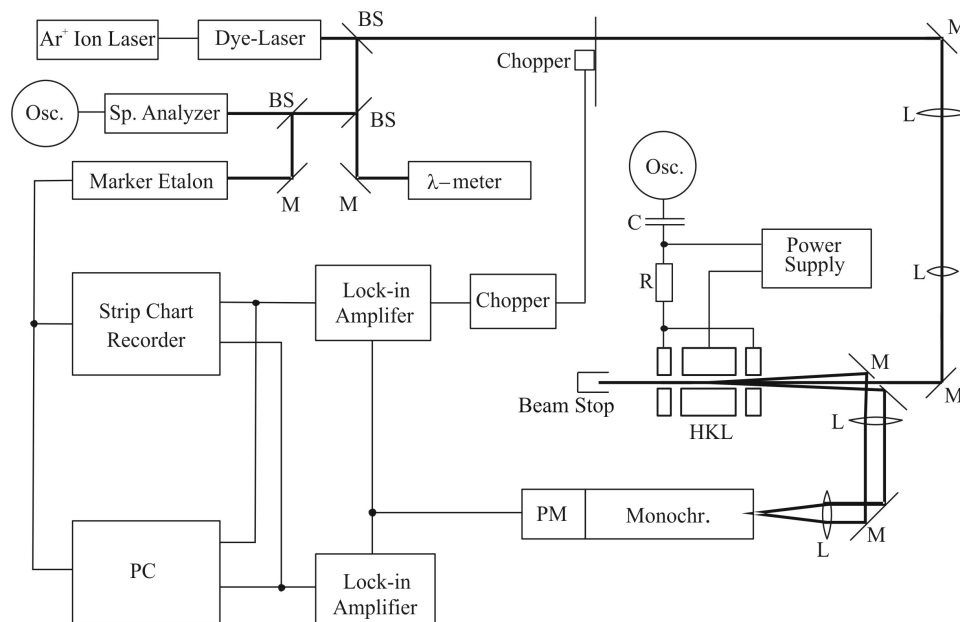 Ar⁺ Ion Laser
Dye-Laser
BS
M
Chopper
Osc.
Sp. Analyzer
BS
BS
L
Marker Etalon
M
M
λ−meter
Osc.
C
Power
Supply
L
R
Strip Chart
Recorder
Lock-in
Amplifer
Chopper
M
M
Beam Stop
HKL
L
PM
Monochr.
L
M
PC
Lock-in
Amplifier